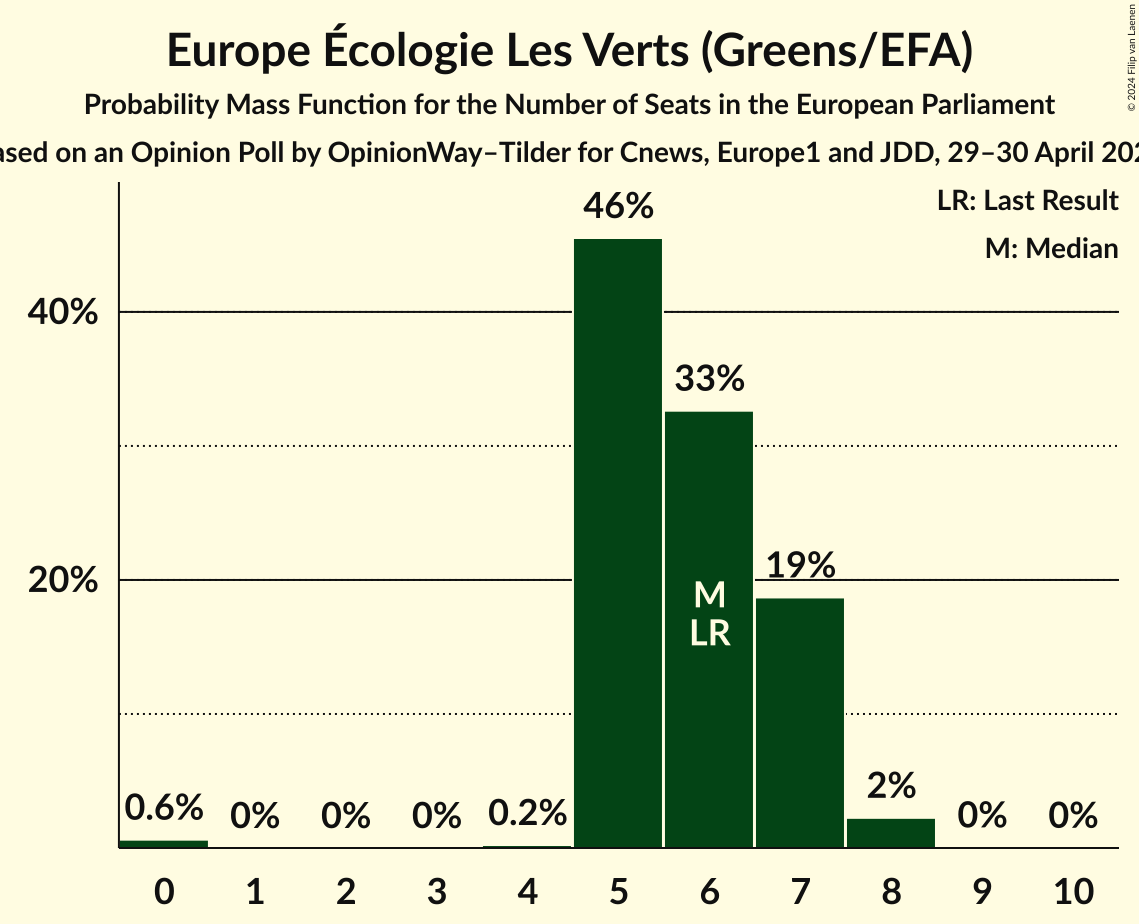 Europe Écologie Les Verts (Greens/EFA)
Probability Mass Function for the Number of Seats in the European Parliament
on an Opinion Poll by OpinionWay–Tilder for Cnews, Europe1 and JDD, 29–30 April
© 2024 Filip van Laenen
LR: Last Result
M: Median
40%
20%
0.6%
0%
0%
0%
0.2%
46%
33%
19%
2%
0%
0%
M
LR
0 1 2 3 4 5 6 7 8 9 10